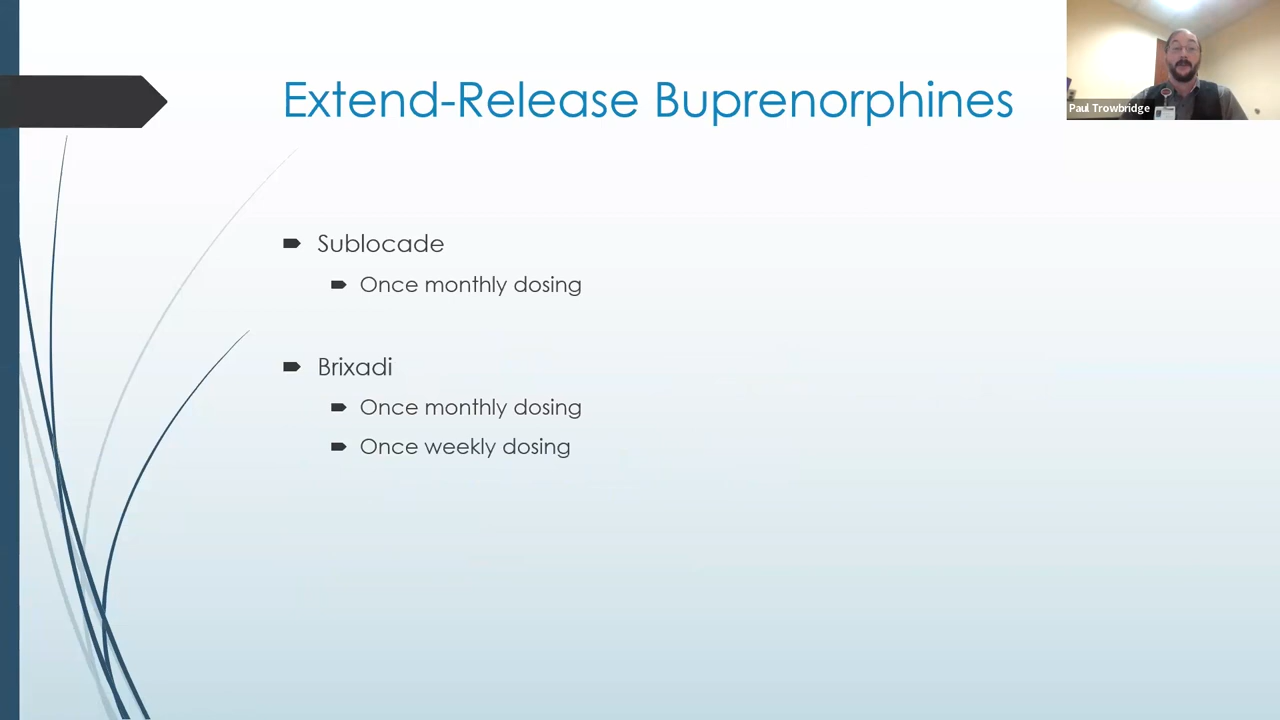 Extend-Release Buprenorphines
Paul Trowbridge
Sublocade
Once monthly dosing
Brixadi
Once monthly dosing
Once weekly dosing